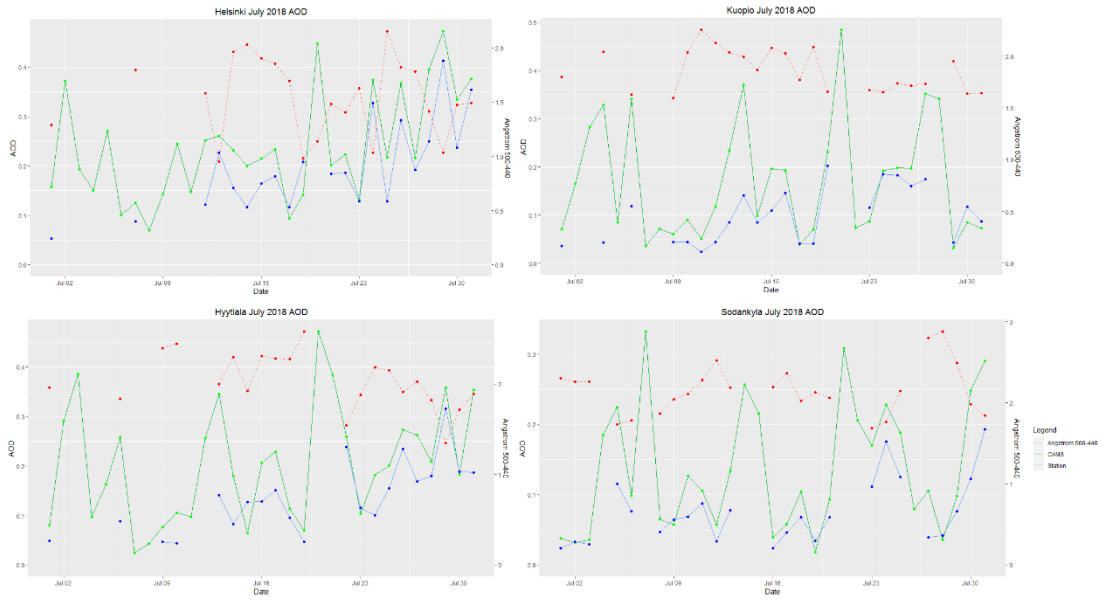 Helsinki July 2018 AOD
0.4
0.3
0.2
0.1
0.0
AOD
2.0
1.5
1.0
0.5
0.0
Angstrom 500-440
Jul 02
Jul 09
Jul 16
Jul 23
Jul 30
Date
Kuopio July 2018 AOD
0.5
0.4
0.3
0.2
0.1
0.0
AOD
2.0
1.5
1.0
0.5
0.0
Angstrom 500-440
Jul 02
Jul 09
Jul 16
Jul 23
Jul 30
Date
Hyytiala July 2018 AOD
0.4
0.3
0.2
0.1
0.0
AOD
2
1
0
Angstrom 500-440
Jul 02
Jul 09
Jul 16
Jul 23
Jul 30
Date
Sodankyla July 2018 AOD
0.3
0.2
0.1
0.0
AOD
3
2
1
0
Angstrom 500-440
Jul 02
Jul 09
Jul 16
Jul 23
Jul 30
Date
Legend
Angstrom 500-440
CAMS
Station